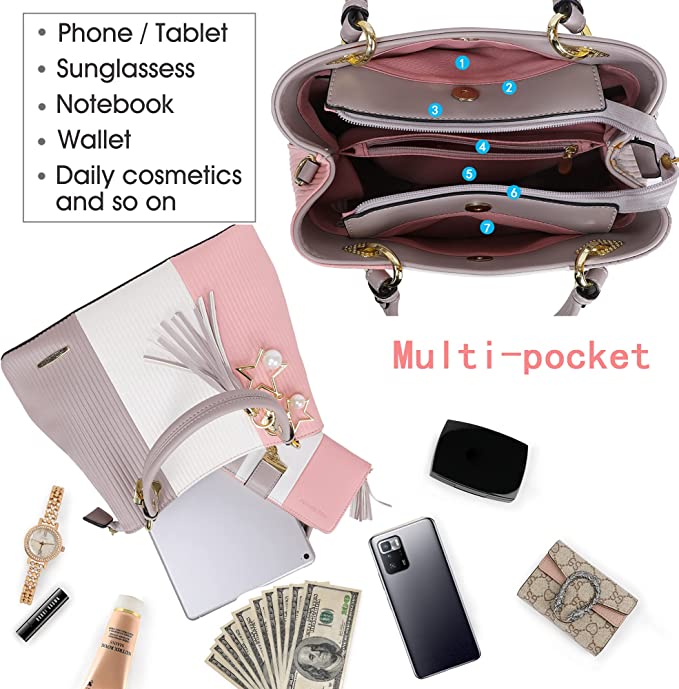 • Phone / Tablet
• Sunglassess
• Notebook
• Wallet
• Daily cosmetics
and so on
1
2
3
4
5
6
7
Multi-pocket
100